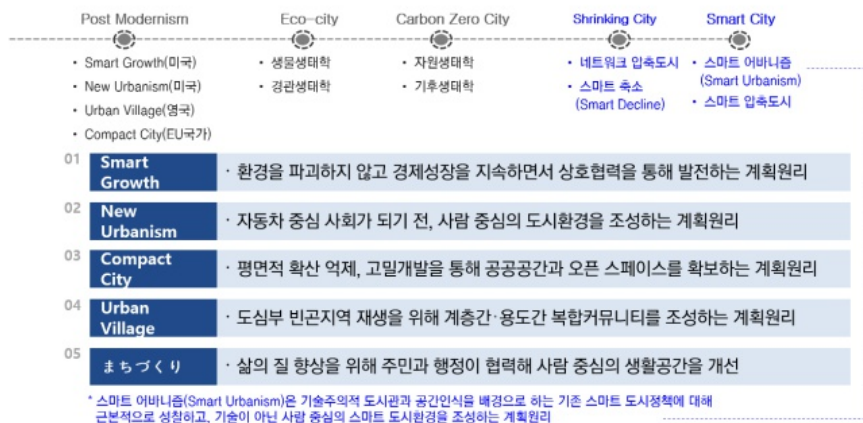 Post Modernism Eco-city Carbon Zero City Shrinking City Smart City
· Smart Growth(미국) · 생물생태학 · 자원생태학 · 네트워크 압축도시 · 스마트 어바니즘
· New Urbanism(미국) · 경관생태학 · 기후생태학 · 스마트 축소 (Smart Urbanism)
· Urban Village(영국) (Smart Decline) · 스마트 압축도시
· Compact City(EU국가)
01 Smart Growth · 환경을 파괴하지 않고 경제성장을 지속하면서 상호협력을 통해 발전하는 계획원리
02 New Urbanism · 자동차 중심 사회가 되기 전, 사람 중심의 도시환경을 조성하는 계획원리
03 Compact City · 평면적 확산 억제, 고밀개발을 통해 공공공간과 오픈 스페이스를 확보하는 계획원리
04 Urban Village · 도심부 빈곤지역 재생을 위해 계층간·용도간 복합커뮤니티를 조성하는 계획원리
05 まちづくり · 삶의 질 향상을 위해 주민과 행정이 협력해 사람 중심의 생활공간을 개선
* 스마트 어바니즘(Smart Urbanism)은 기술주의적 도시관과 공간인식을 배경으로 하는 기존 스마트 도시정책에 대해
근본적으로 성찰하고, 기술이 아닌 사람 중심의 스마트 도시환경을 조성하는 계획원리